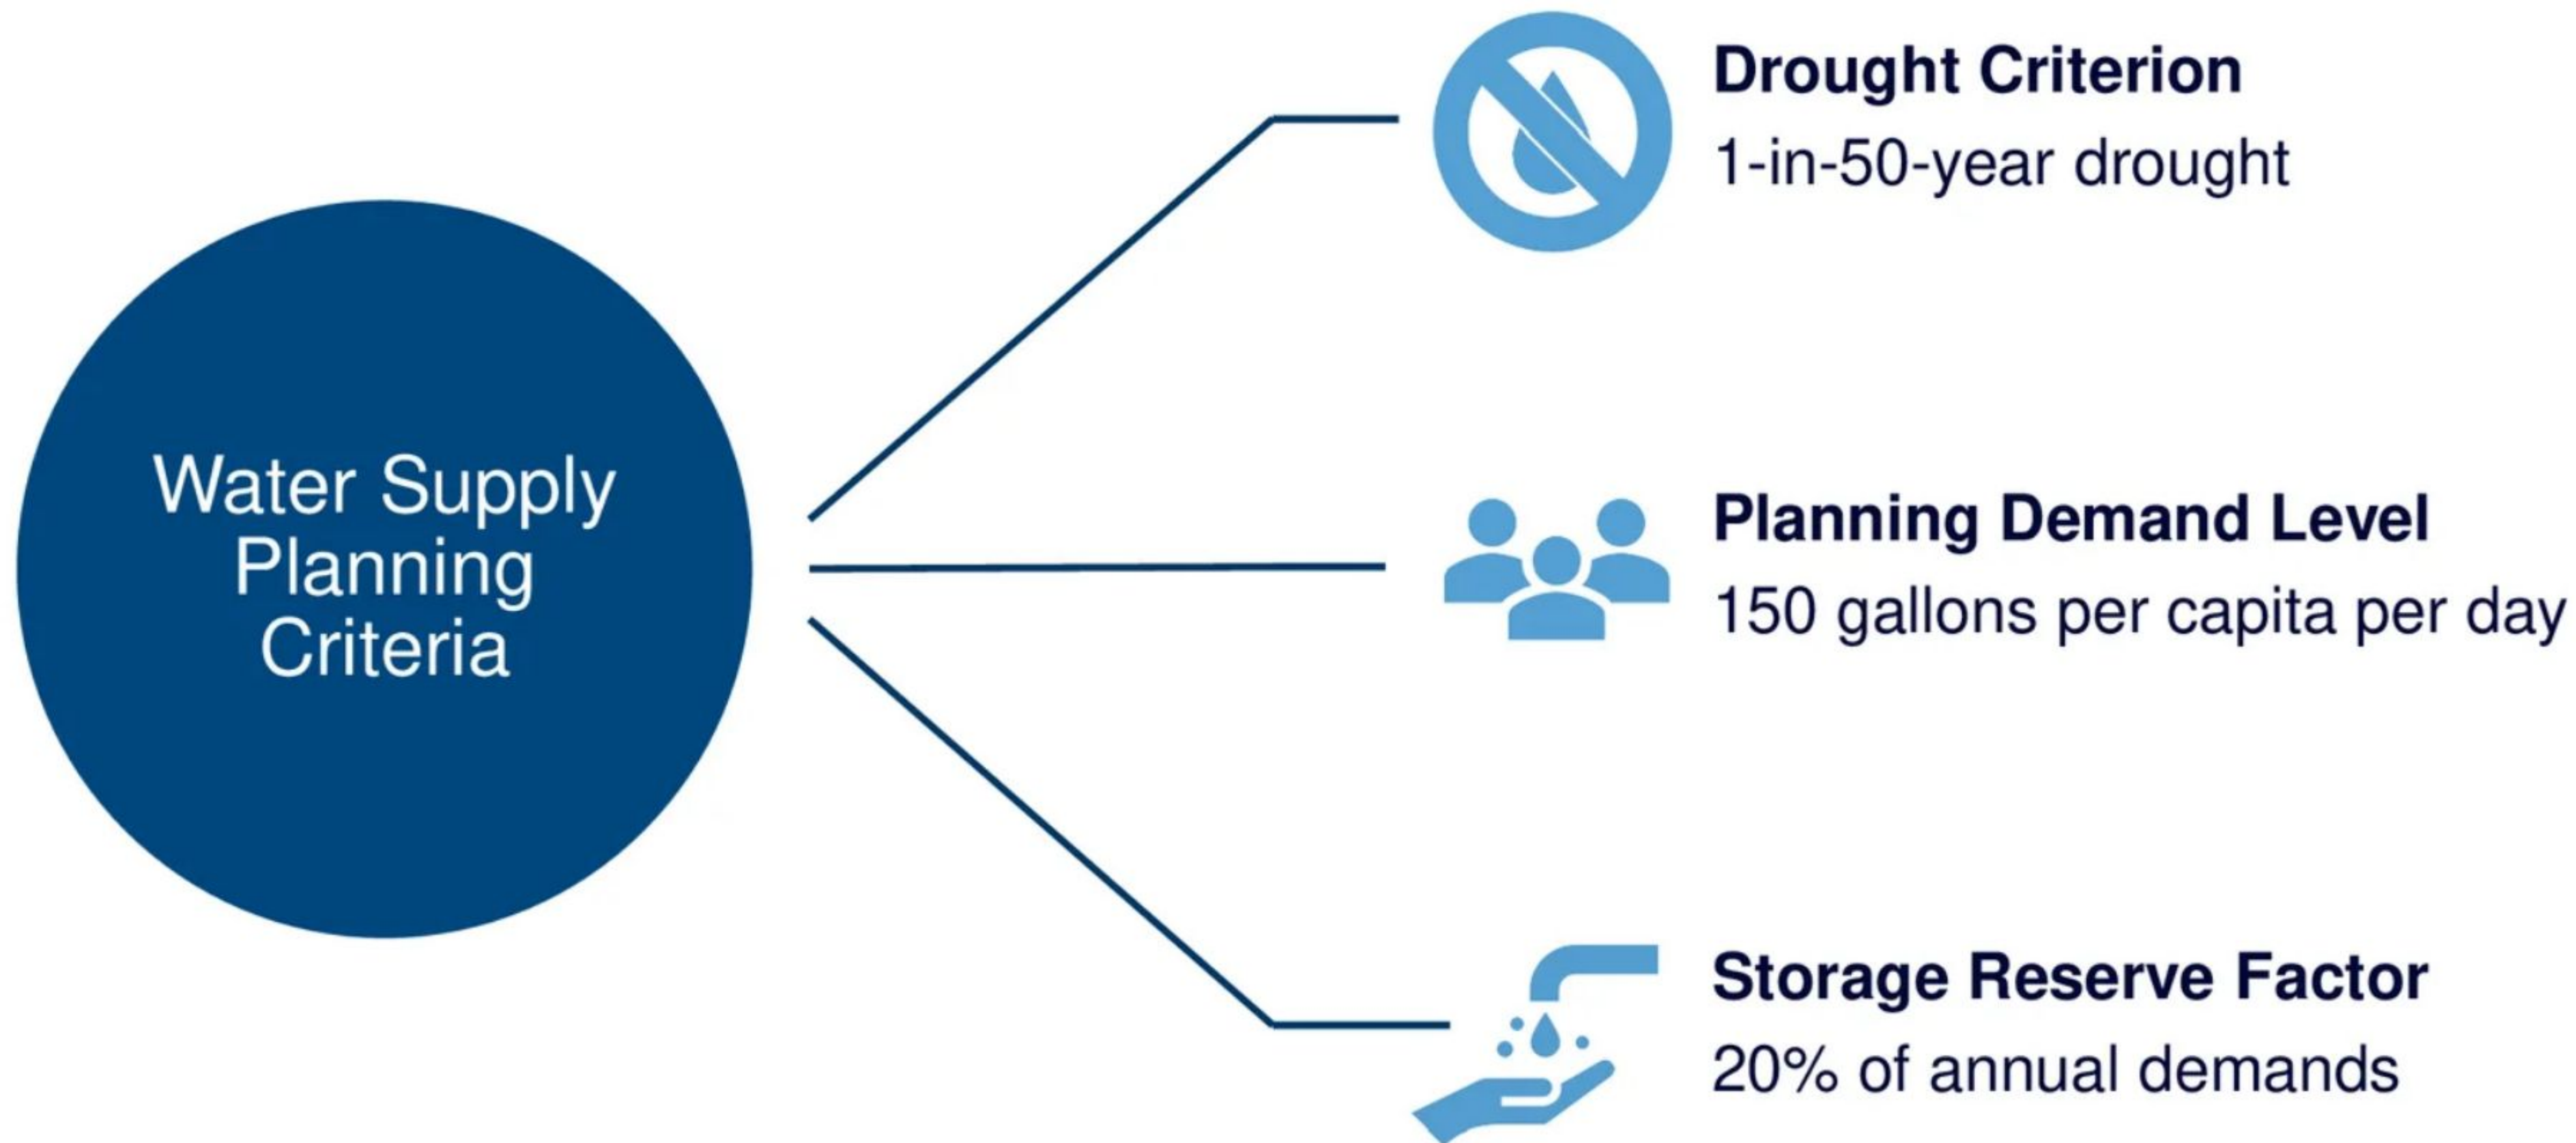 Water Supply
Planning
Criteria
Drought Criterion
1-in-50-year drought
Planning Demand Level
150 gallons per capita per day
Storage Reserve Factor
20% of annual demands